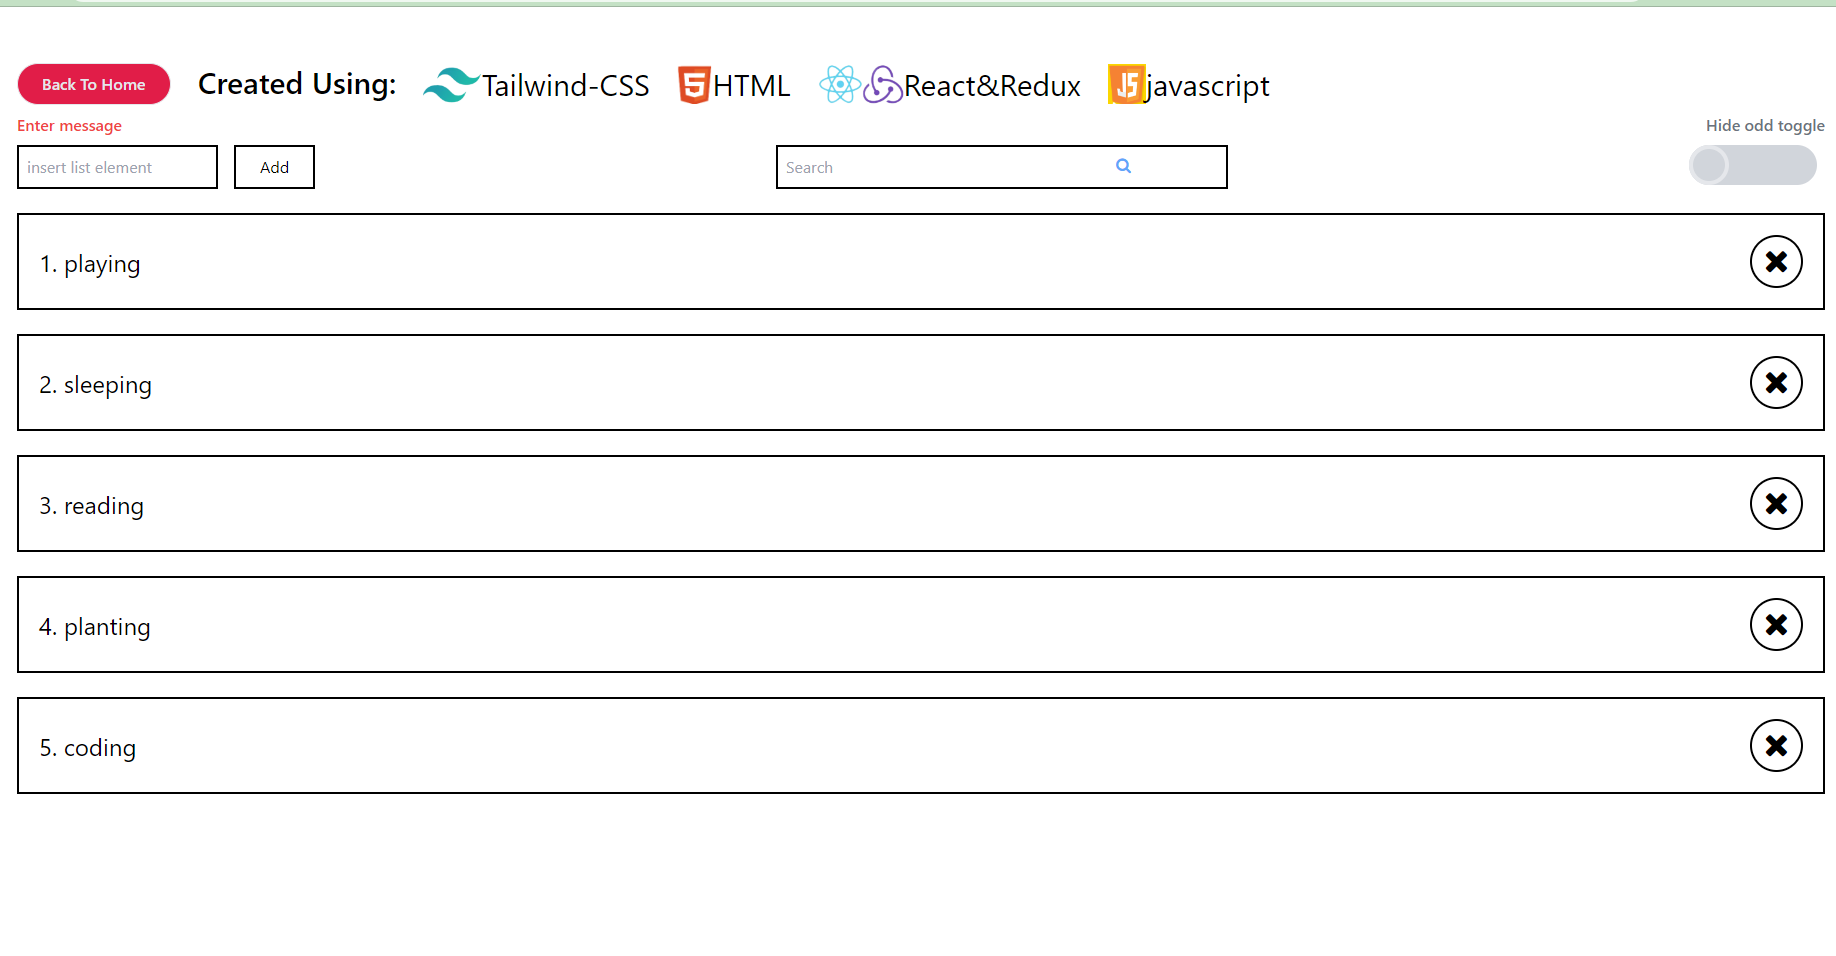 Back To Home Created Using: Tailwind-CSS HTML React&Redux JS javascript
Enter message Hide odd toggle
insert list element Add Search
1. playing
2. sleeping
3. reading
4. planting
5. coding